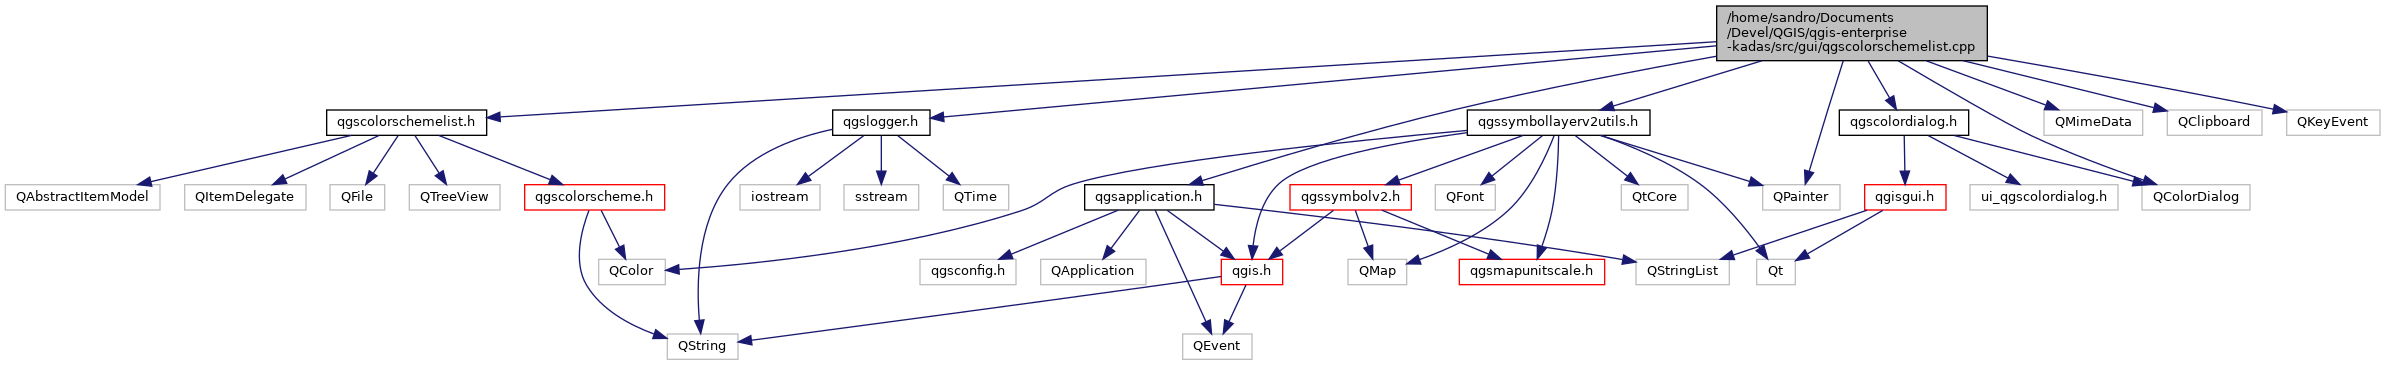 /home/sandro/Documents
/Devel/QGIS/qgis-enterprise
-kadas/src/gui/qgscolorschemelist.cpp
qgscolorschemelist.h
qgslogger.h
qgssymbollayerv2utils.h
qgscolordialog.h
QMimeData
QClipboard
QKeyEvent
QAbstractItemModel
QItemDelegate
QFile
QTreeView
qgscolorscheme.h
iostream
sstream
QTime
qgsapplication.h
qgssymbolv2.h
QFont
QtCore
QPainter
qgisgui.h
ui_qgscolordialog.h
QColorDialog
QColor
qgsconfig.h
QApplication
qgis.h
QMap
qgsmapunitscale.h
QStringList
Qt
QString
QEvent